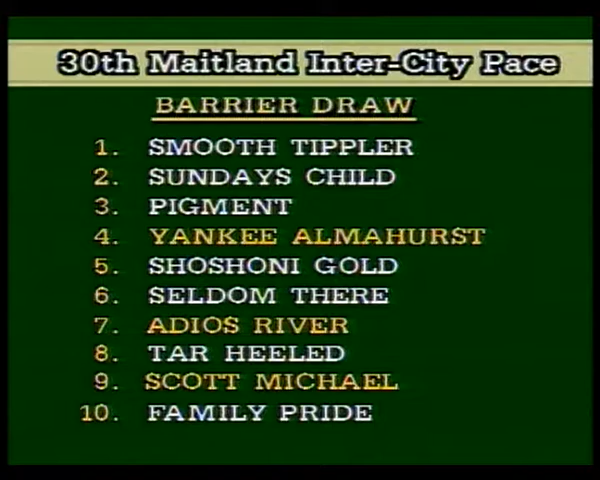 30th Maitland Inter-City Pace
BARRIER DRAW
1. SMOOTH TIPPLER
2. SUNDAYS CHILD
3. PIGMENT
4. YANKEE ALMAHURST
5. SHOSHONI GOLD
6. SELDOM THERE
7. ADIOS RIVER
8. TAR HEELED
9. SCOTT MICHAEL
10. FAMILY PRIDE